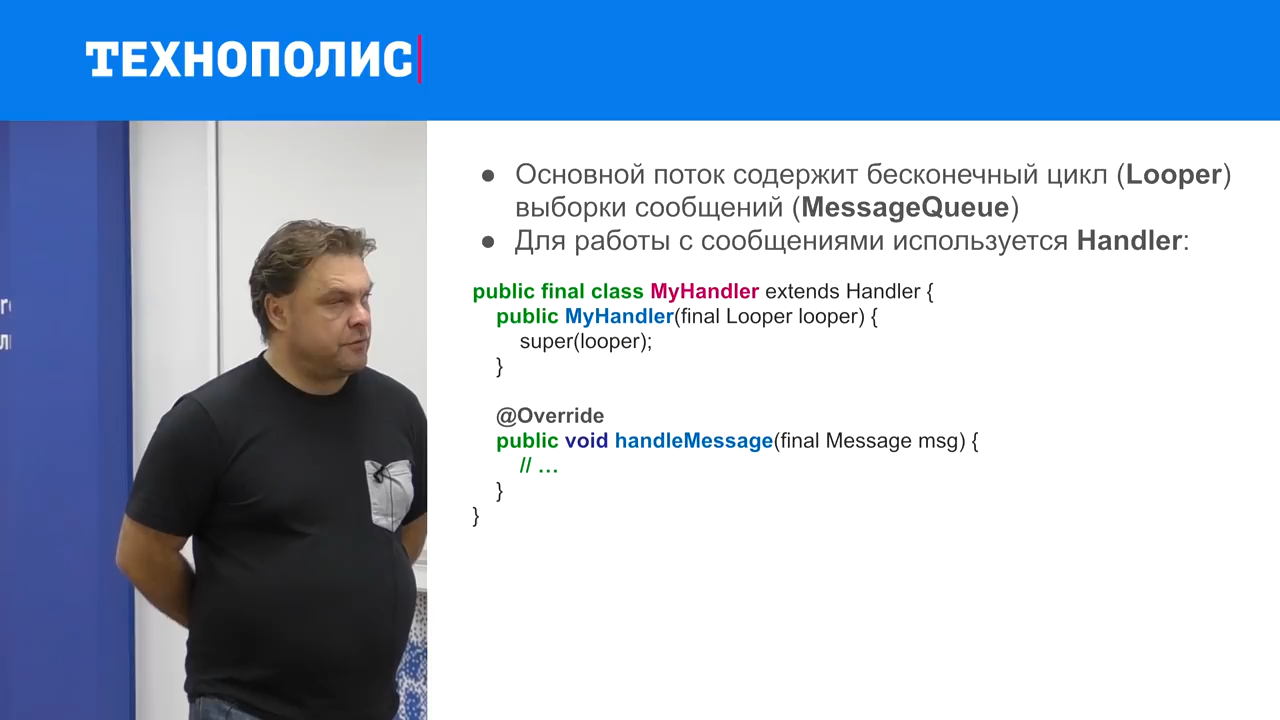 ТЕХНОПОЛИС
● Основной поток содержит бесконечный цикл (Looper)
выборки сообщений (MessageQueue)
● Для работы с сообщениями используется Handler:
public final class MyHandler extends Handler {
public MyHandler(final Looper looper) {
super(looper);
}
@Override
public void handleMessage(final Message msg) {
// …
}
}